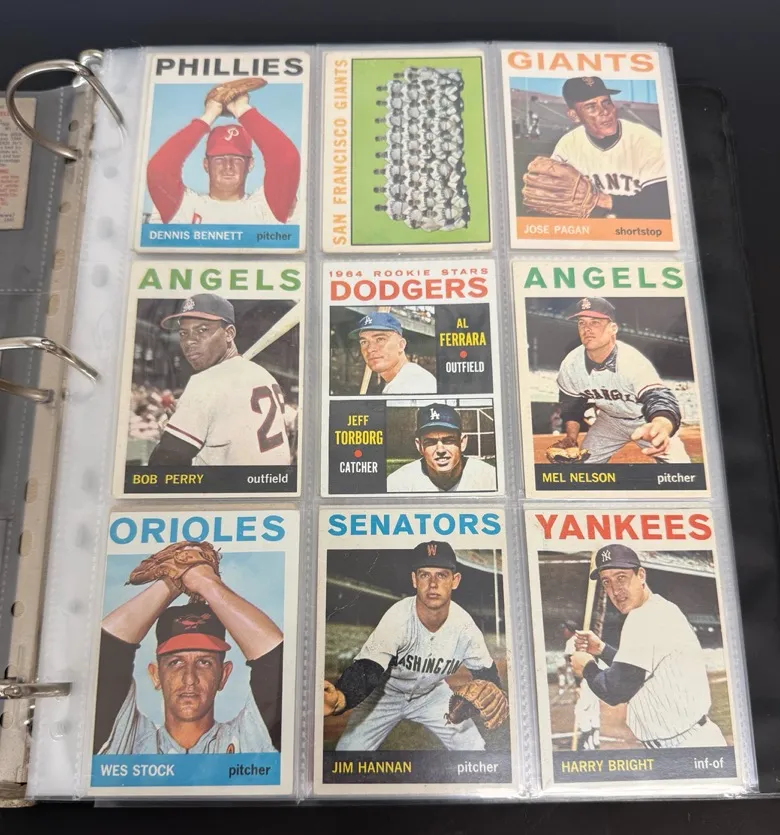 PHILLIES
DENNIS BENNETT pitcher
SAN FRANCISCO GIANTS
GIANTS
JOSE PAGAN shortstop
ANGELS
BOB PERRY outfield
1964 ROOKIE STARS
DODGERS
AL
FERRARA
OUTFIELD
JEFF
TORBORG
CATCHER
ANGELS
MEL NELSON pitcher
ORIOLES
WES STOCK pitcher
SENATORS
W
WASHINGTON
JIM HANNAN pitcher
YANKEES
HARRY BRIGHT inf-of